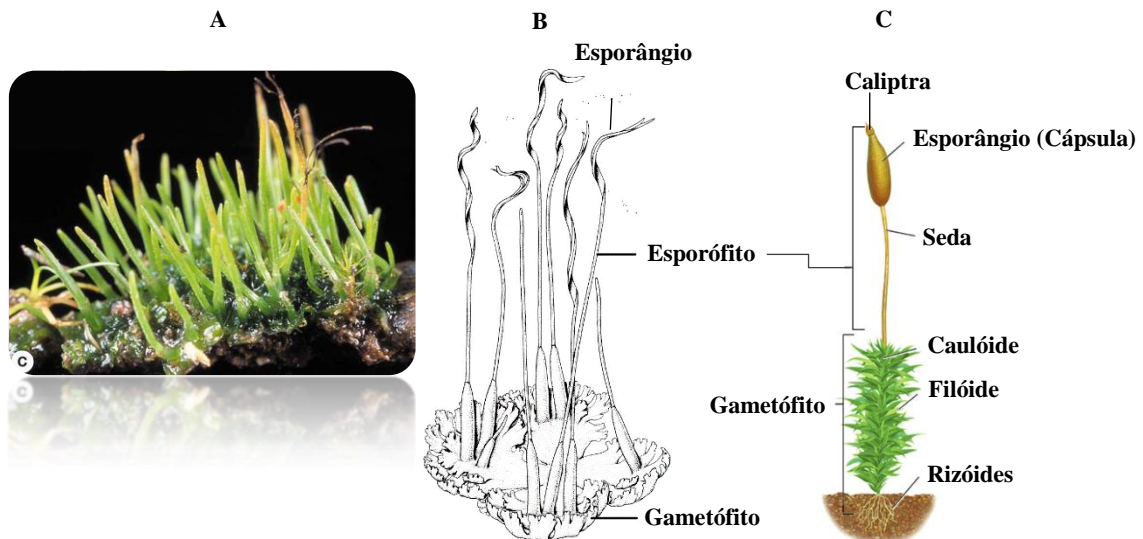 A
B
C
Esporângio
Caliptra
Esporângio (Cápsula)
Seda
Esporófito
Caulóide
Filóide
Gametófito
Rizóides
Gametófito
C